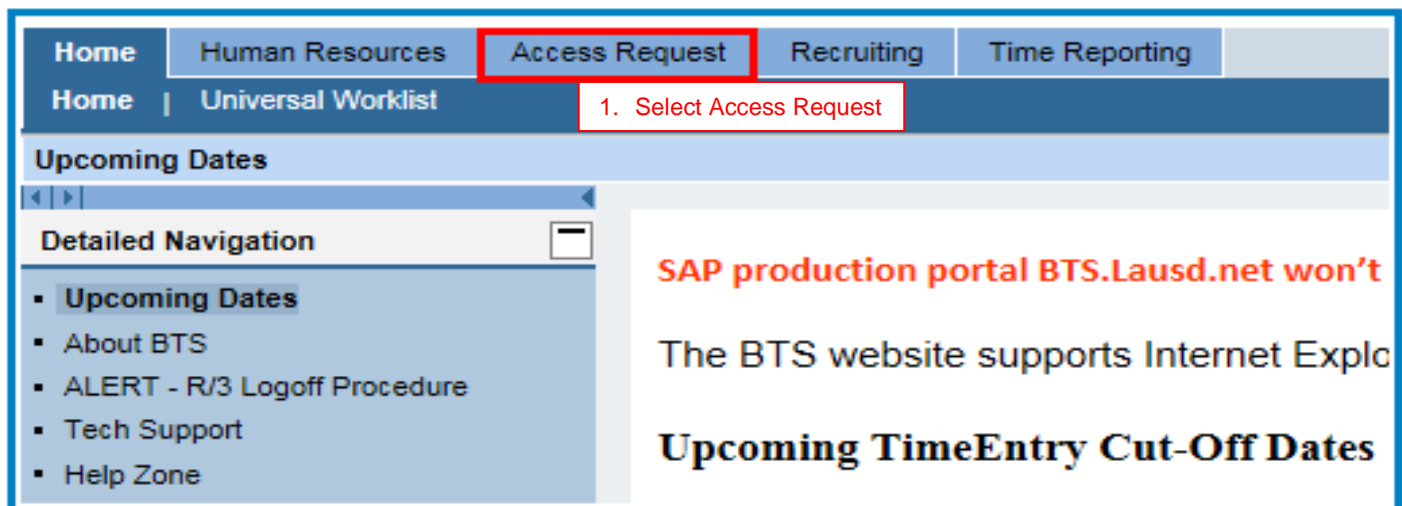 Home Human Resources Access Request Recruiting Time Reporting
Home | Universal Worklist
1. Select Access Request
Upcoming Dates
Detailed Navigation
▪ Upcoming Dates
▪ About BTS
▪ ALERT - R/3 Logoff Procedure
▪ Tech Support
▪ Help Zone
SAP production portal BTS.Lausd.net won't
The BTS website supports Internet Explo
Upcoming TimeEntry Cut-Off Dates